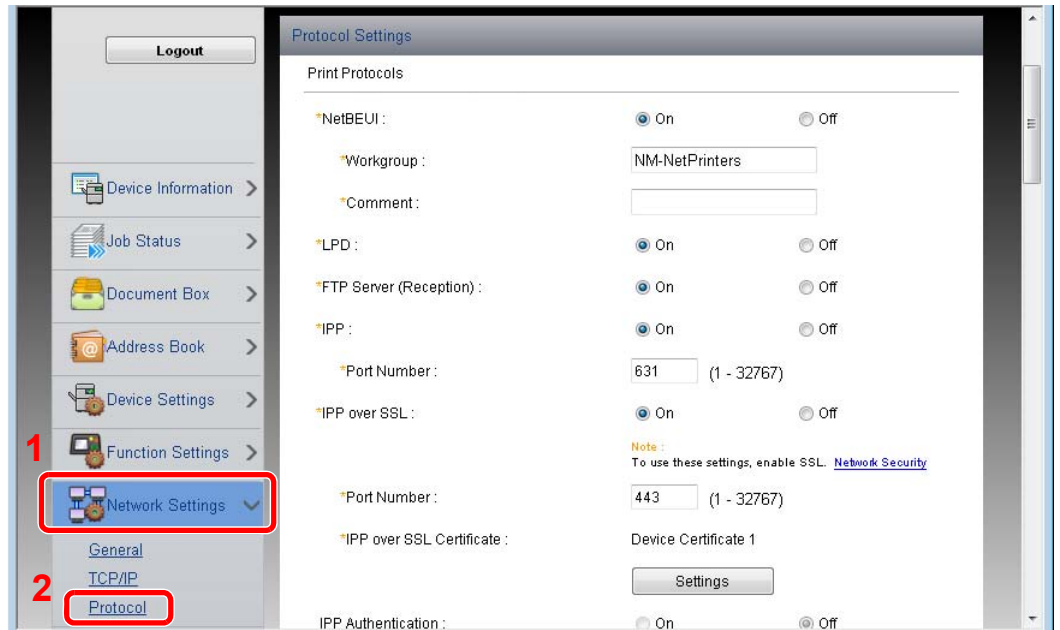 Logout
Device Information
Job Status
Document Box
Address Book
Device Settings
1
Function Settings
Network Settings
General
TCP/IP
2
Protocol
Protocol Settings
Print Protocols
*NetBEUI : On Off
*Workgroup : NM-NetPrinters
*Comment :
*LPD : On Off
*FTP Server (Reception) : On Off
*IPP : On Off
*Port Number : 631 (1 - 32767)
*IPP over SSL : On Off
Note :
To use these settings, enable SSL. Network Security
*Port Number : 443 (1 - 32767)
*IPP over SSL Certificate : Device Certificate 1
Settings
IPP Authentication : On Off